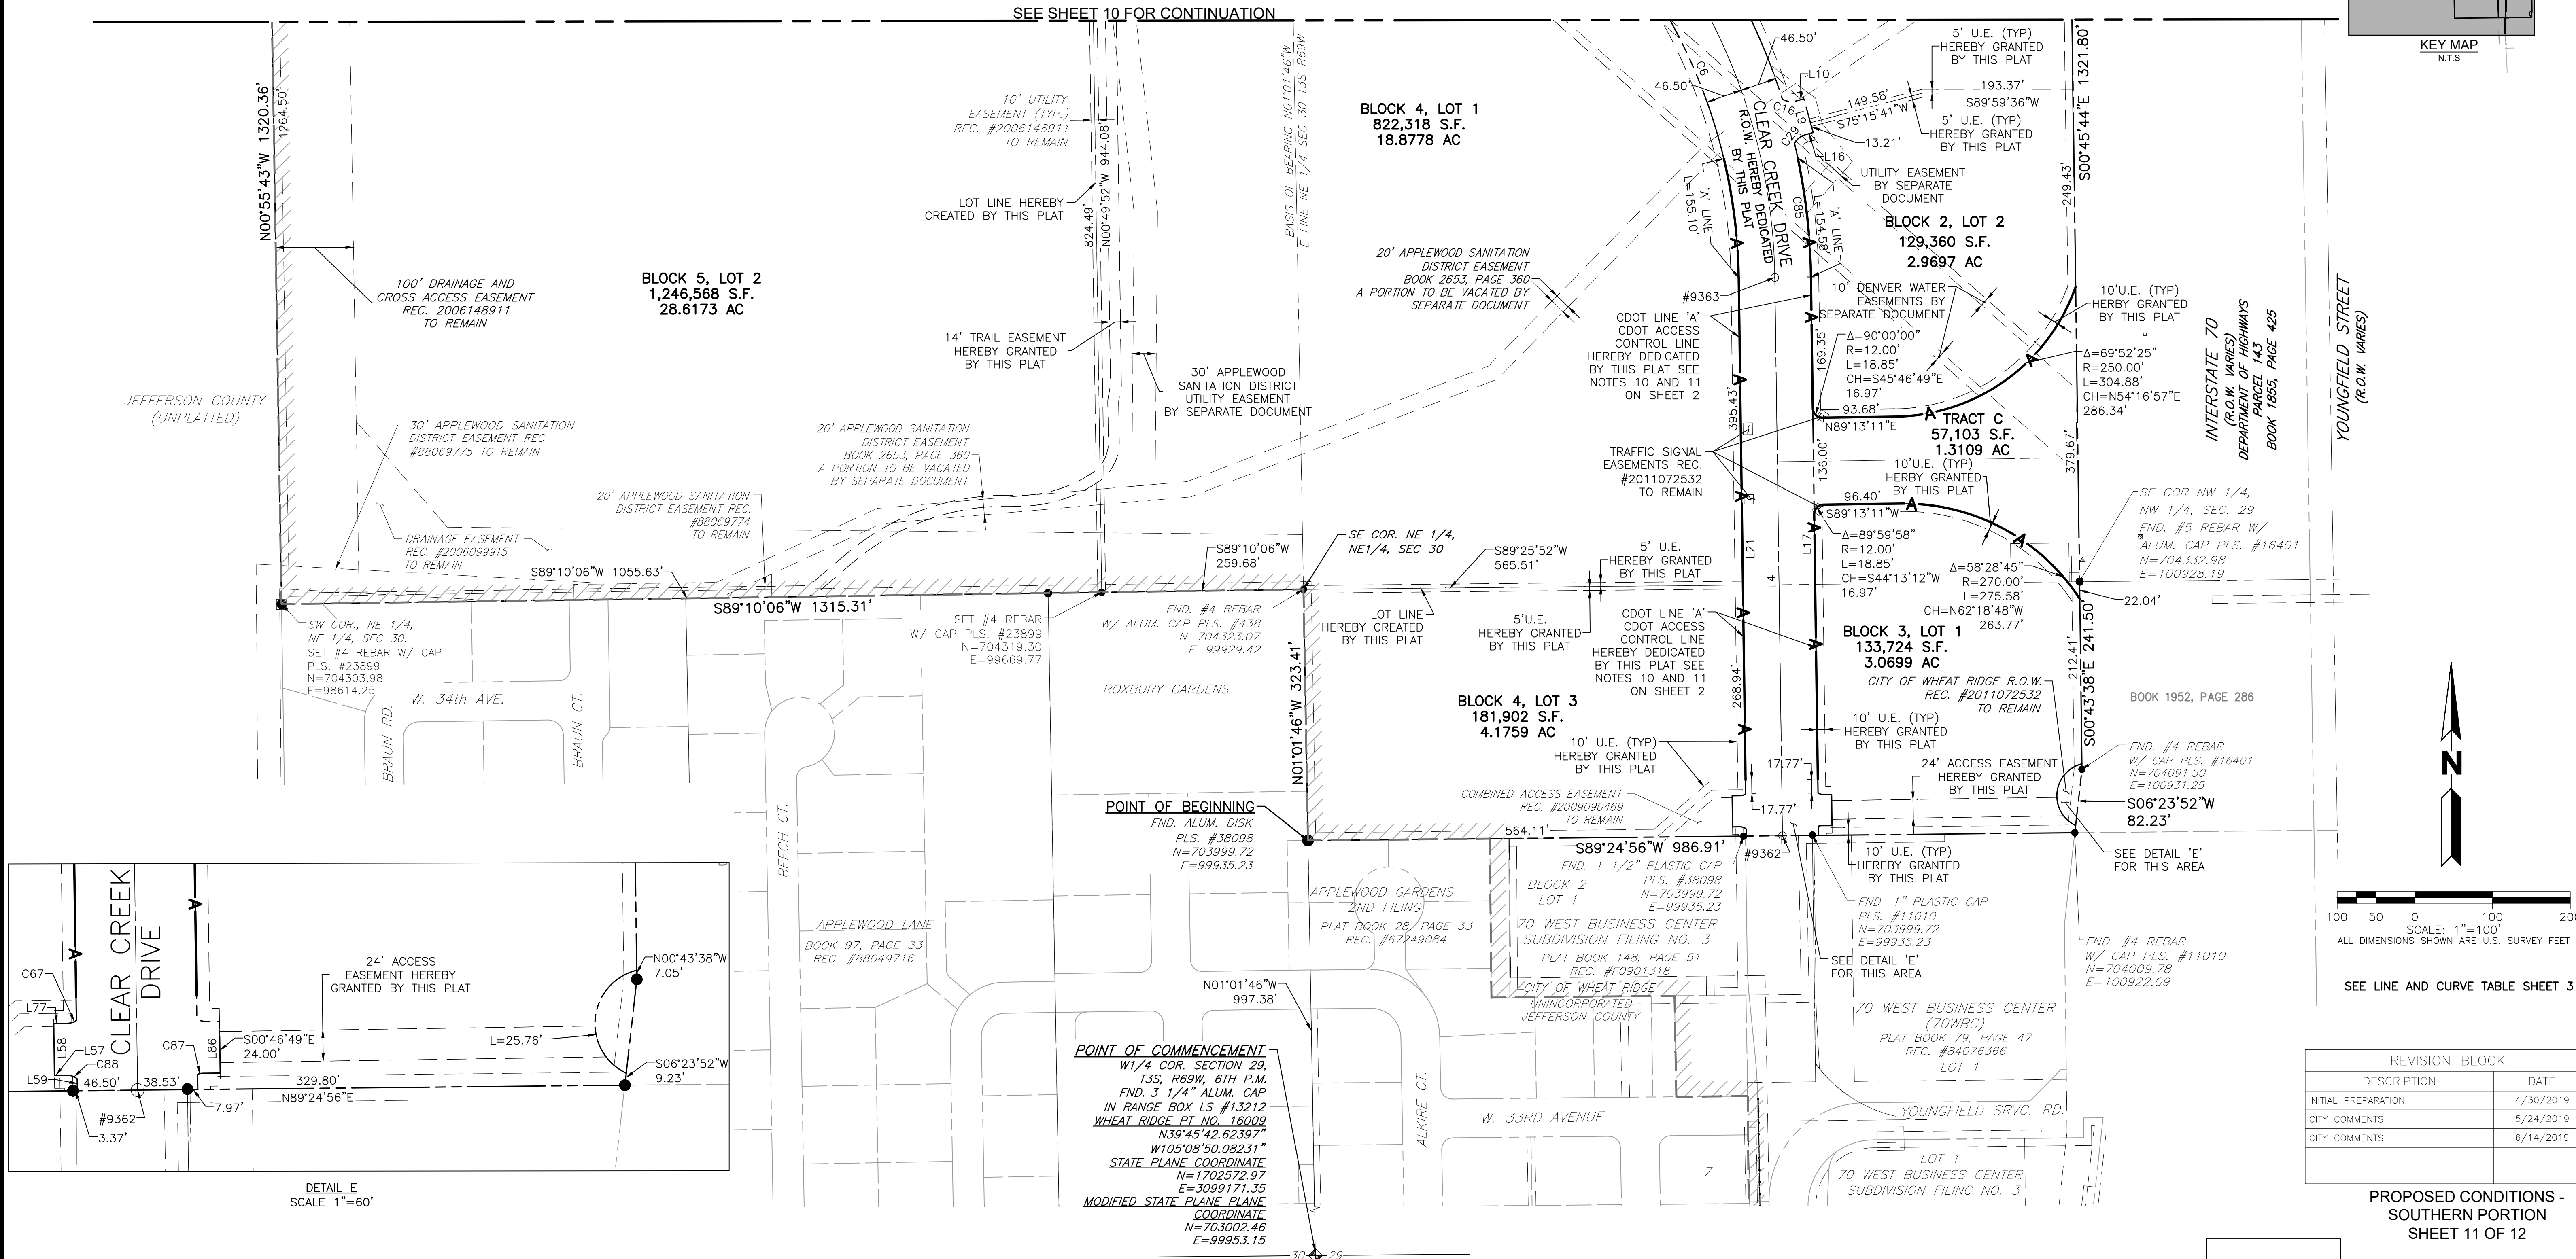 SEE SHEET 10 FOR CONTINUATION
KEY MAP
N.T.S
N00°55'43"W 1320.36'
1264.50'
100' DRAINAGE AND
CROSS ACCESS EASEMENT
REC. 2006148911
TO REMAIN
BLOCK 5, LOT 2
1,246,568 S.F.
28.6173 AC
10' UTILITY
EASEMENT (TYP.)
REC. #2006148911
TO REMAIN
LOT LINE HEREBY
CREATED BY THIS PLAT
824.49'
N00°49'52"W 944.08'
14' TRAIL EASEMENT
HEREBY GRANTED
BY THIS PLAT
30' APPLEWOOD
SANITATION DISTRICT
UTILITY EASEMENT
BY SEPARATE DOCUMENT
BASIS OF BEARING N01°01'46"W
E LINE NE 1/4 SEC 30 T3S R69W
BLOCK 4, LOT 1
822,318 S.F.
18.8778 AC
20' APPLEWOOD SANITATION
DISTRICT EASEMENT
BOOK 2653, PAGE 360
A PORTION TO BE VACATED BY
SEPARATE DOCUMENT
C6
46.50'
46.50'
L10
C16
L9
C29
149.58'
S75°15'41"W
5' U.E. (TYP)
HEREBY GRANTED
BY THIS PLAT
193.37'
S89°59'36"W
5' U.E. (TYP)
HEREBY GRANTED
BY THIS PLAT
13.21'
L16
CLEAR CREEK DRIVE
R.O.W. HEREBY DEDICATED
BY THIS PLAT
'A' LINE
L=155.10'
C85
'A' LINE
L=154.58'
UTILITY EASEMENT
BY SEPARATE
DOCUMENT
BLOCK 2, LOT 2
129,360 S.F.
2.9697 AC
S00°45'44"E 1321.80'
249.43'
#9363
CDOT LINE 'A'
CDOT ACCESS
CONTROL LINE
HEREBY DEDICATED
BY THIS PLAT SEE
NOTES 10 AND 11
ON SHEET 2
10' DENVER WATER
EASEMENTS BY
SEPARATE DOCUMENT
10'U.E. (TYP)
HERBY GRANTED
BY THIS PLAT
Δ=90°00'00"
R=12.00'
L=18.85'
CH=S45°46'49"E
16.97'
169.35'
93.68'
N89°13'11"E
Δ=69°52'25"
R=250.00'
L=304.88'
CH=N54°16'57"E
286.34'
INTERSTATE 70
(R.O.W. VARIES)
DEPARTMENT OF HIGHWAYS
PARCEL 143
BOOK 1855, PAGE 425
YOUNGFIELD STREET
(R.O.W. VARIES)
JEFFERSON COUNTY
(UNPLATTED)
30' APPLEWOOD SANITATION
DISTRICT EASEMENT REC.
#88069775 TO REMAIN
20' APPLEWOOD SANITATION
DISTRICT EASEMENT
BOOK 2653, PAGE 360
A PORTION TO BE VACATED
BY SEPARATE DOCUMENT
20' APPLEWOOD SANITATION
DISTRICT EASEMENT REC.
#88069774
TO REMAIN
DRAINAGE EASEMENT
REC. #2006099915
TO REMAIN
395.43'
TRAFFIC SIGNAL
EASEMENTS REC.
#2011072532
TO REMAIN
136.00'
TRACT C
57,103 S.F.
1.3109 AC
379.67'
10'U.E. (TYP)
HERBY GRANTED
BY THIS PLAT
96.40'
S89°13'11"W
Δ=89°59'58"
R=12.00'
L=18.85'
CH=S44°13'12"W
16.97'
Δ=58°28'45"
R=270.00'
L=275.58'
CH=N62°18'48"W
263.77'
22.04'
SE COR NW 1/4,
NW 1/4, SEC. 29
FND. #5 REBAR W/
ALUM. CAP PLS. #16401
N=704332.98
E=100928.19
S89°10'06"W 1055.63'
S89°10'06"W
259.68'
SE COR. NE 1/4,
NE1/4, SEC 30
S89°25'52"W
565.51'
5' U.E.
HEREBY GRANTED
BY THIS PLAT
L21
L4
L17
S89°10'06"W 1315.31'
SW COR., NE 1/4,
NE 1/4, SEC 30.
SET #4 REBAR W/ CAP
PLS. #23899
N=704303.98
E=98614.25
SET #4 REBAR
W/ CAP PLS. #23899
N=704319.30
E=99669.77
FND. #4 REBAR
W/ ALUM. CAP PLS. #438
N=704323.07
E=99929.42
LOT LINE
HEREBY CREATED
BY THIS PLAT
5'U.E.
HEREBY GRANTED
BY THIS PLAT
CDOT LINE 'A'
CDOT ACCESS
CONTROL LINE
HEREBY DEDICATED
BY THIS PLAT SEE
NOTES 10 AND 11
ON SHEET 2
BLOCK 3, LOT 1
133,724 S.F.
3.0699 AC
CITY OF WHEAT RIDGE R.O.W.
REC. #2011072532
TO REMAIN
212.41'
S00°43'38"E 241.50'
BOOK 1952, PAGE 286
W. 34th AVE.
BRAUN RD.
BRAUN CT.
ROXBURY GARDENS
N01°01'46"W 323.41'
BLOCK 4, LOT 3
181,902 S.F.
4.1759 AC
268.94'
10' U.E. (TYP)
HEREBY GRANTED
BY THIS PLAT
10' U.E. (TYP)
HEREBY GRANTED
BY THIS PLAT
17.77'
17.77'
24' ACCESS EASEMENT
HEREBY GRANTED
BY THIS PLAT
FND. #4 REBAR
W/ CAP PLS. #16401
N=704091.50
E=100931.25
S06°23'52"W
82.23'
COMBINED ACCESS EASEMENT
REC. #2009090469
TO REMAIN
POINT OF BEGINNING
FND. ALUM. DISK
PLS. #38098
N=703999.72
E=99935.23
564.11'
S89°24'56"W 986.91'
#9362
10' U.E. (TYP)
HEREBY GRANTED
BY THIS PLAT
SEE DETAIL 'E'
FOR THIS AREA
N
BEECH CT.
APPLEWOOD LANE
BOOK 97, PAGE 33
REC. #88049716
APPLEWOOD GARDENS
2ND FILING
PLAT BOOK 28, PAGE 33
REC. #67249084
FND. 1 1/2" PLASTIC CAP
PLS. #38098
N=703999.72
E=99935.23
BLOCK 2
LOT 1
70 WEST BUSINESS CENTER
SUBDIVISION FILING NO. 3
PLAT BOOK 148, PAGE 51
REC. #F0901318
CITY OF WHEAT RIDGE
UNINCORPORATED
JEFFERSON COUNTY
FND. 1" PLASTIC CAP
PLS. #11010
N=703999.72
E=99935.23
SEE DETAIL 'E'
FOR THIS AREA
FND. #4 REBAR
W/ CAP PLS. #11010
N=704009.78
E=100922.09
70 WEST BUSINESS CENTER
(70WBC)
PLAT BOOK 79, PAGE 47
REC. #84076366
LOT 1
100 50 0 100 200
SCALE: 1"=100'
ALL DIMENSIONS SHOWN ARE U.S. SURVEY FEET
SEE LINE AND CURVE TABLE SHEET 3
CLEAR CREEK
DRIVE
C67
L77
L58
L57
C88
L59
46.50'
38.53'
#9362
3.37'
7.97'
C87
L86
24' ACCESS
EASEMENT HEREBY
GRANTED BY THIS PLAT
S00°46'49"E
24.00'
L=25.76'
329.80'
N89°24'56"E
N00°43'38"W
7.05'
S06°23'52"W
9.23'
DETAIL E
SCALE 1"=60'
N01°01'46"W
997.38'
POINT OF COMMENCEMENT
W1/4 COR. SECTION 29,
T3S, R69W, 6TH P.M.
FND. 3 1/4" ALUM. CAP
IN RANGE BOX LS #13212
WHEAT RIDGE PT NO. 16009
N39°45'42.62397"
W105°08'50.08231"
STATE PLANE COORDINATE
N=1702572.97
E=3099171.35
MODIFIED STATE PLANE PLANE
COORDINATE
N=703002.46
E=99953.15
30 29
ALKIRE CT.
W. 33RD AVENUE
7
YOUNGFIELD SRVC. RD.
LOT 1
70 WEST BUSINESS CENTER
SUBDIVISION FILING NO. 3
REVISION BLOCK
DESCRIPTION DATE
INITIAL PREPARATION 4/30/2019
CITY COMMENTS 5/24/2019
CITY COMMENTS 6/14/2019
PROPOSED CONDITIONS -
SOUTHERN PORTION
SHEET 11 OF 12